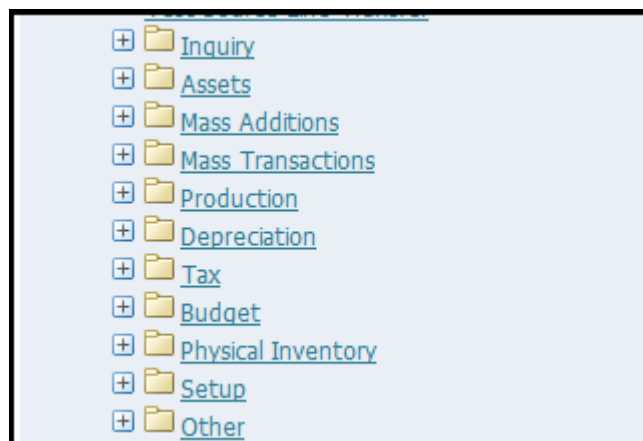 Inquiry
Assets
Mass Additions
Mass Transactions
Production
Depreciation
Tax
Budget
Physical Inventory
Setup
Other